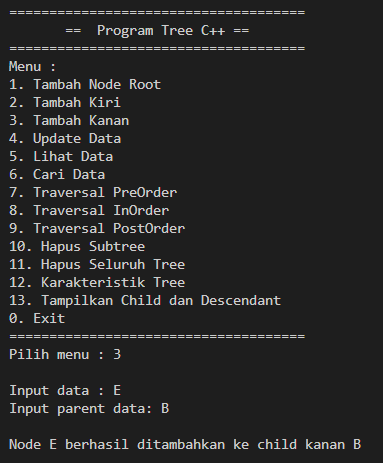 =====================================
==  Program Tree C++ ==
=====================================
Menu :
1. Tambah Node Root
2. Tambah Kiri
3. Tambah Kanan
4. Update Data
5. Lihat Data
6. Cari Data
7. Traversal PreOrder
8. Traversal InOrder
9. Traversal PostOrder
10. Hapus Subtree
11. Hapus Seluruh Tree
12. Karakteristik Tree
13. Tampilkan Child dan Descendant
0. Exit
=====================================
Pilih menu : 3
Input data : E
Input parent data: B
Node E berhasil ditambahkan ke child kanan B